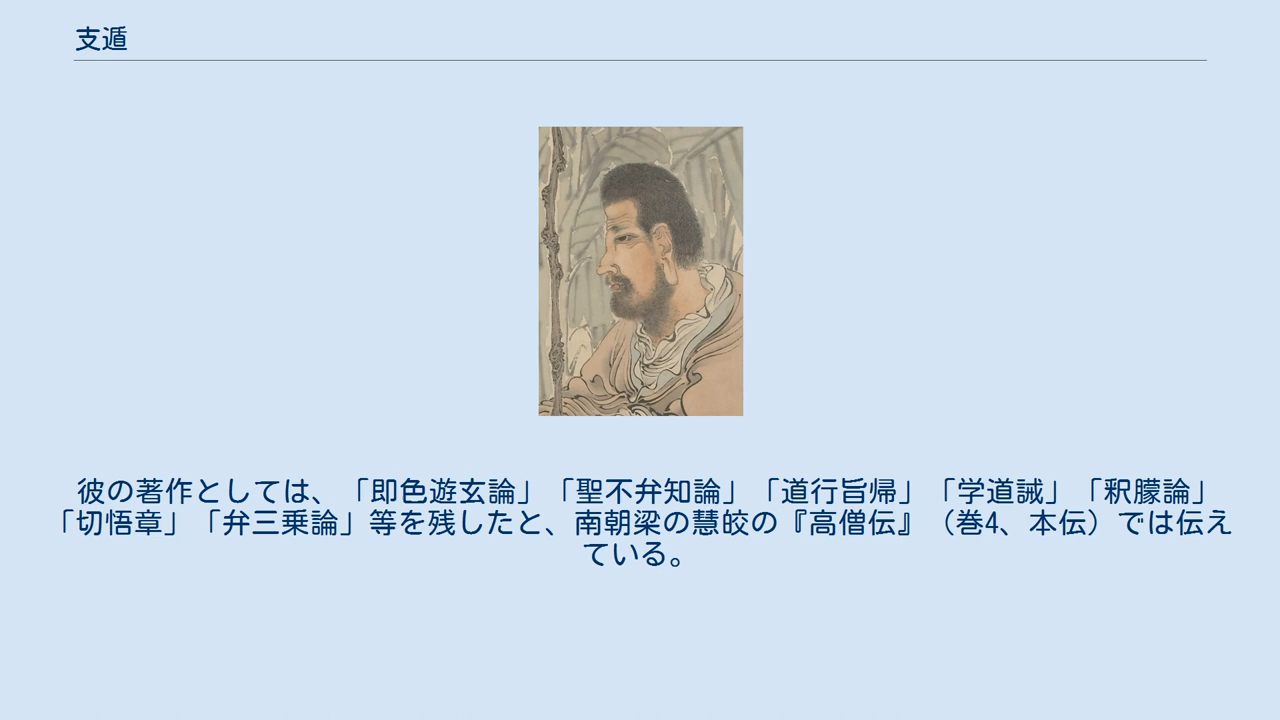 支遁
彼の著作としては、「即色遊玄論」「聖不弁知論」「道行旨帰」「学道誡」「釈朦論」
「切悟章」「弁三乗論」等を残したと、南朝梁の慧皎の『高僧伝』（巻4、本伝）では伝え
ている。